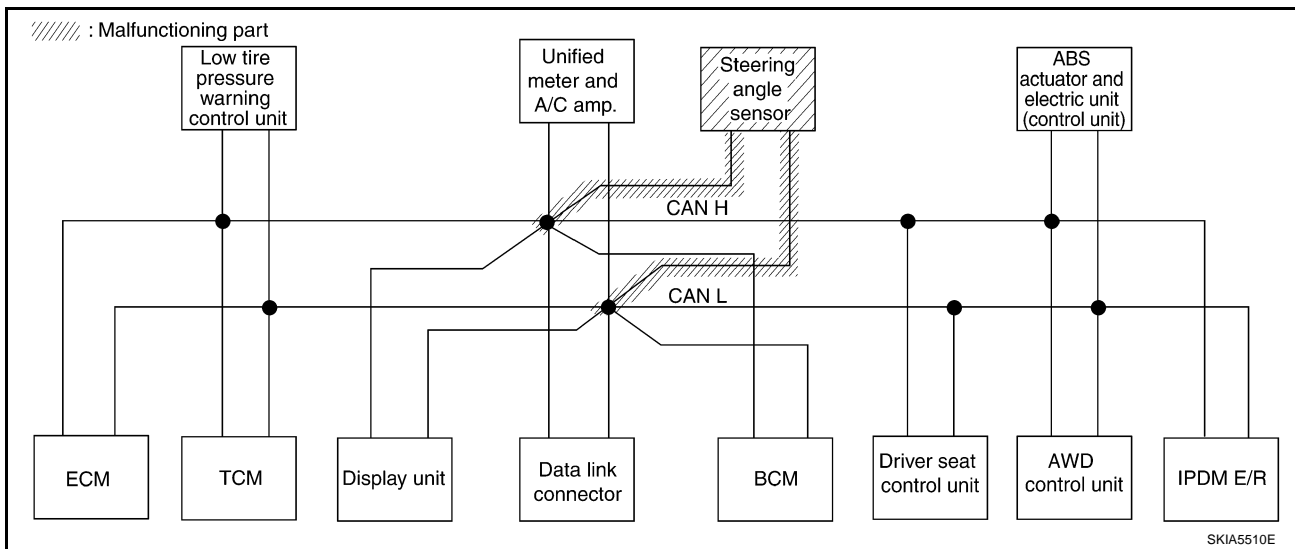 : Malfunctioning part
Low tire
pressure
warning
control unit
Unified
meter and
A/C amp.
Steering
angle
sensor
ABS
actuator and
electric unit
(control unit)
CAN H
CAN L
ECM
TCM
Display unit
Data link
connector
BCM
Driver seat
control unit
AWD
control unit
IPDM E/R
SKIA5510E